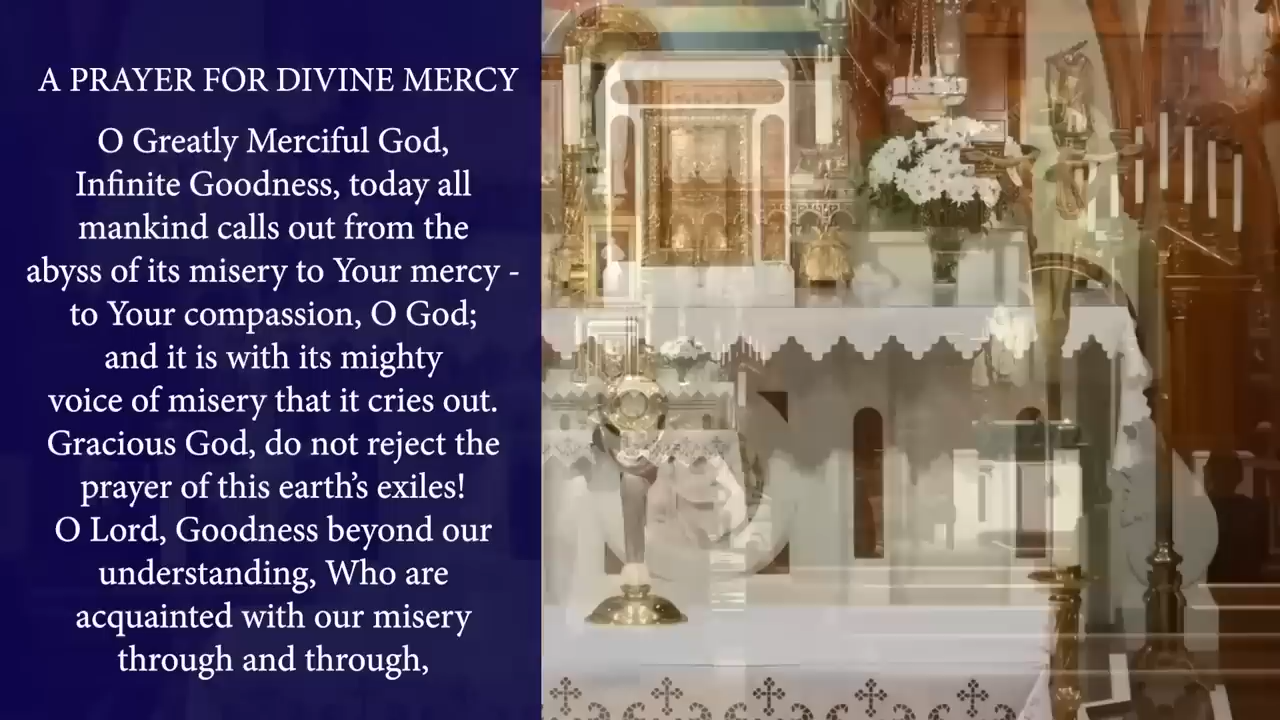 A PRAYER FOR DIVINE MERCY
O Greatly Merciful God,
Infinite Goodness, today all
mankind calls out from the
abyss of its misery to Your mercy -
to Your compassion, O God;
and it is with its mighty
voice of misery that it cries out.
Gracious God, do not reject the
prayer of this earth’s exiles!
O Lord, Goodness beyond our
understanding, Who are
acquainted with our misery
through and through,